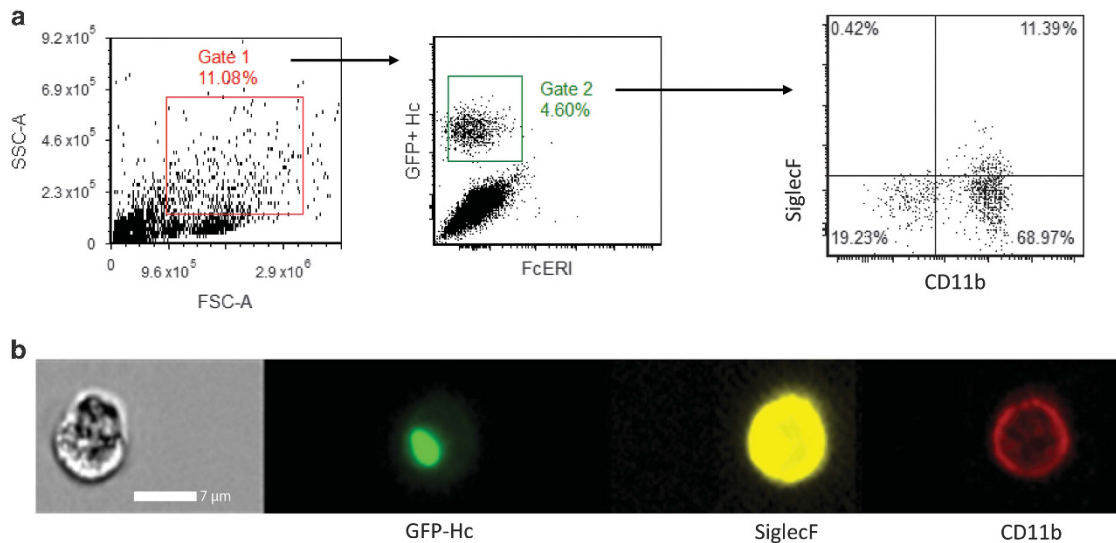 a
9.2 x10⁵
6.9 x10⁵
4.6 x10⁵
2.3 x10⁵
0
SSC-A
Gate 1
11.08%
0
9.6 x10⁵
2.9 x10⁶
FSC-A
GFP+ Hc
Gate 2
4.60%
FcERI
0.42%
11.39%
SiglecF
19.23%
68.97%
CD11b
b
7 µm
GFP-Hc
SiglecF
CD11b